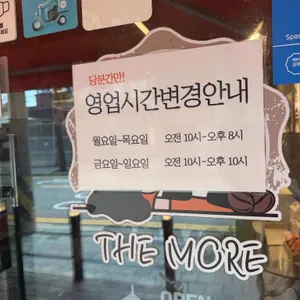 당분간만!
영업시간변경안내
월요일~목요일 오전 10시-오후 8시
금요일~일요일 오전 10시-오후 10시
THE MORE
OPEN